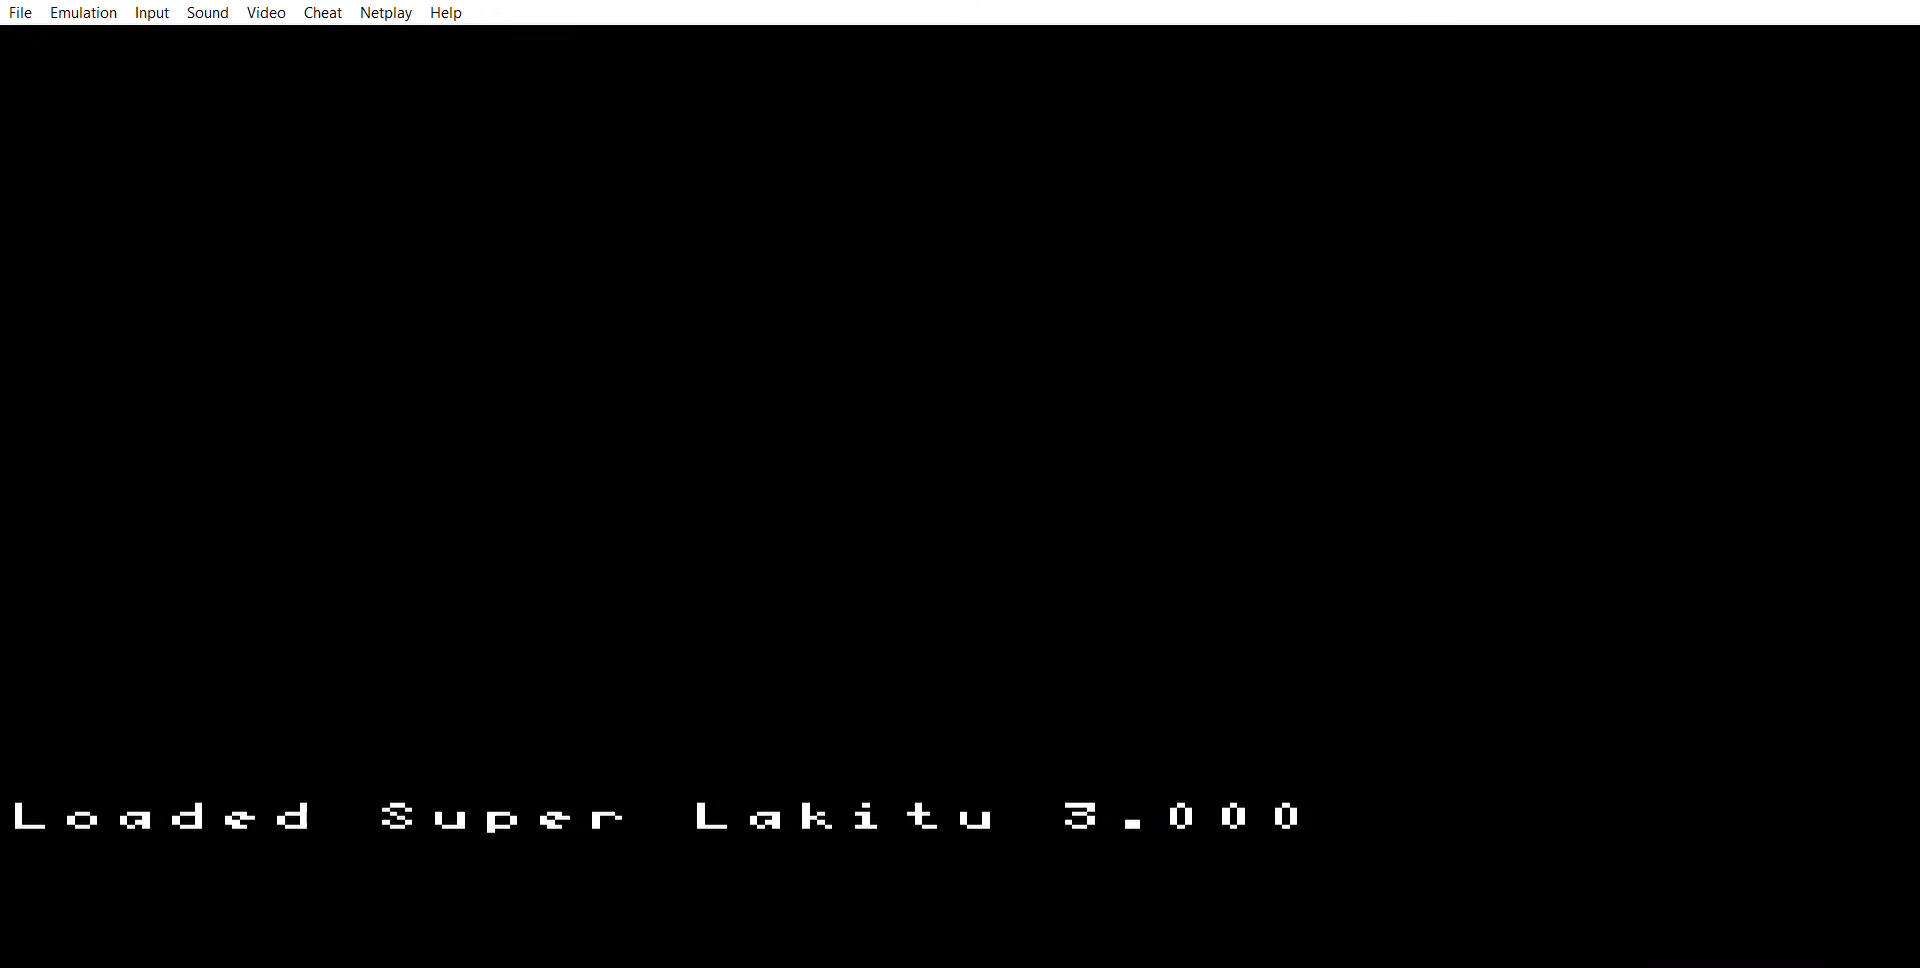 File Emulation Input Sound Video Cheat Netplay Help
Loaded Super Lakitu 3.000